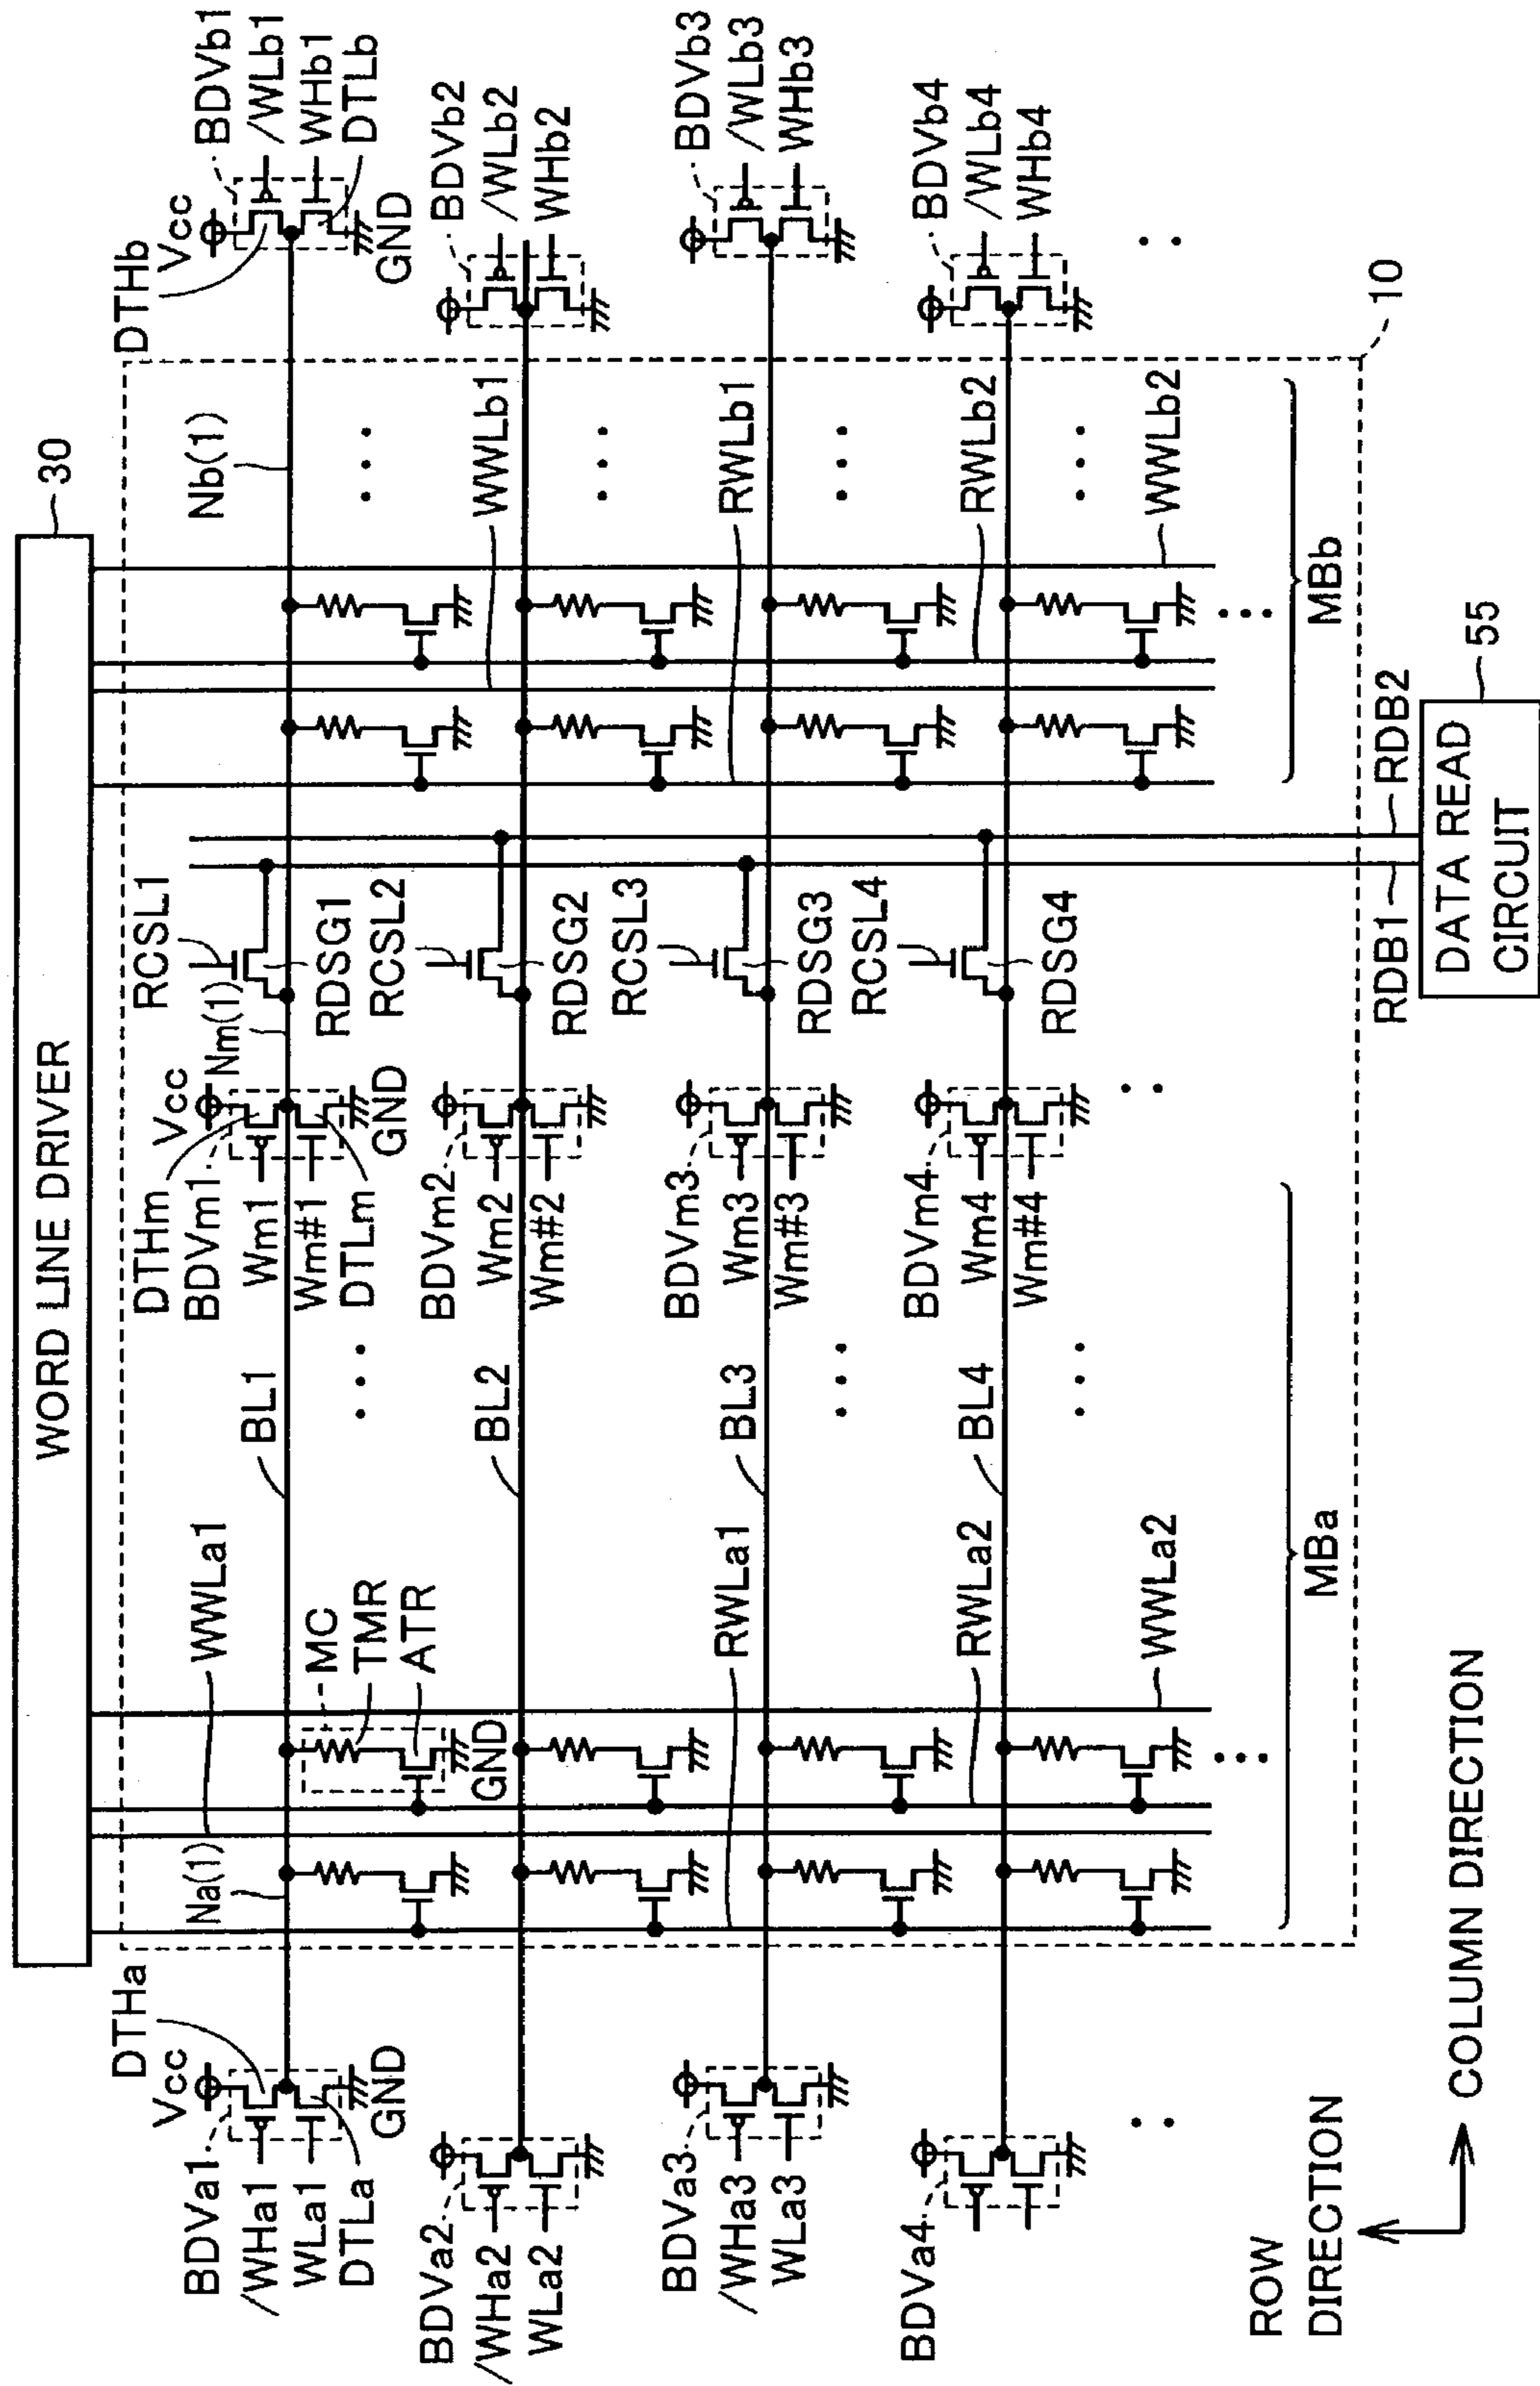 WORD LINE DRIVER
30
DTHa
Vcc
BDVa1
/WHa1
WLa1
DTLa
GND
Na(1)
WWLa1
MC
TMR
ATR
GND
BL1
DTHm
Vcc
BDVm1
Wm1
Wm#1
DTLm
GND
Nm(1)
RCSL1
RDSG1
Nb(1)
DTHb
Vcc
GND
BDVb1
/WLb1
WHb1
DTLb
BDVa2
/WHa2
WLa2
BL2
BDVm2
Wm2
Wm#2
RCSL2
RDSG2
WWLb1
BDVb2
/WLb2
WHb2
BDVa3
/WHa3
WLa3
RWLa1
BL3
BDVm3
Wm3
Wm#3
RCSL3
RDSG3
RWLb1
BDVb3
/WLb3
WHb3
BDVa4
RWLa2
BL4
BDVm4
Wm4
Wm#4
RCSL4
RDSG4
RWLb2
BDVb4
/WLb4
WHb4
WWLa2
WWLb2
MBa
MBb
10
RDB1
RDB2
DATA READ
CIRCUIT
55
ROW
DIRECTION
COLUMN DIRECTION